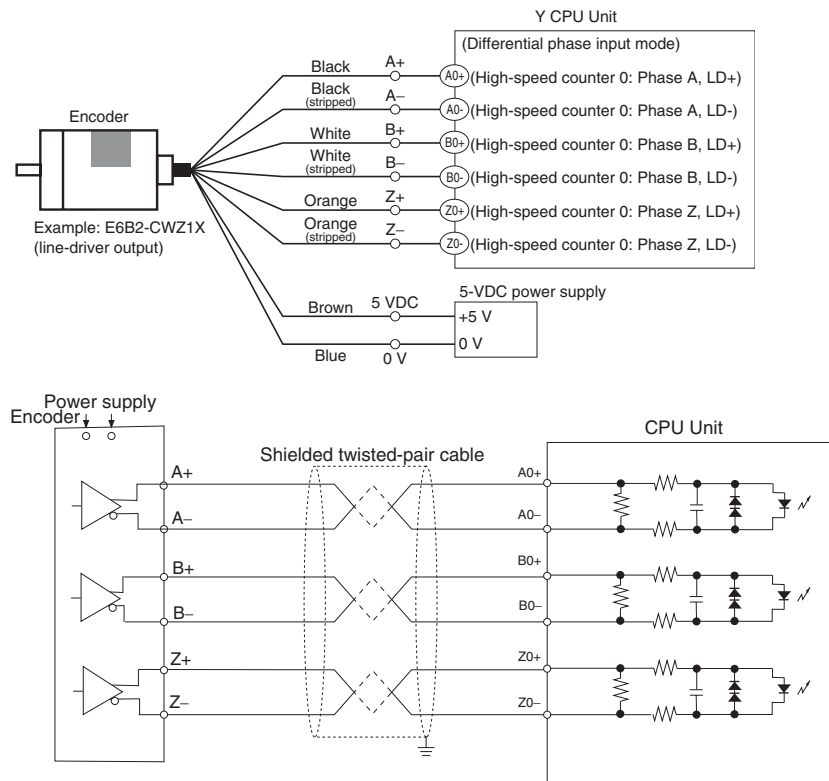 Y CPU Unit
(Differential phase input mode)
Black A+ A0+ (High-speed counter 0: Phase A, LD+)
Black (stripped) A− A0- (High-speed counter 0: Phase A, LD-)
Encoder
White B+ B0+ (High-speed counter 0: Phase B, LD+)
White (stripped) B− B0- (High-speed counter 0: Phase B, LD-)
Orange Z+ Z0+ (High-speed counter 0: Phase Z, LD+)
Orange (stripped) Z− Z0- (High-speed counter 0: Phase Z, LD-)
Example: E6B2-CWZ1X
(line-driver output)
5-VDC power supply
Brown 5 VDC +5 V
Blue 0 V 0 V
Power supply
Encoder
CPU Unit
Shielded twisted-pair cable
A+ A0+
A− A0−
B+ B0+
B− B0−
Z+ Z0+
Z− Z0−